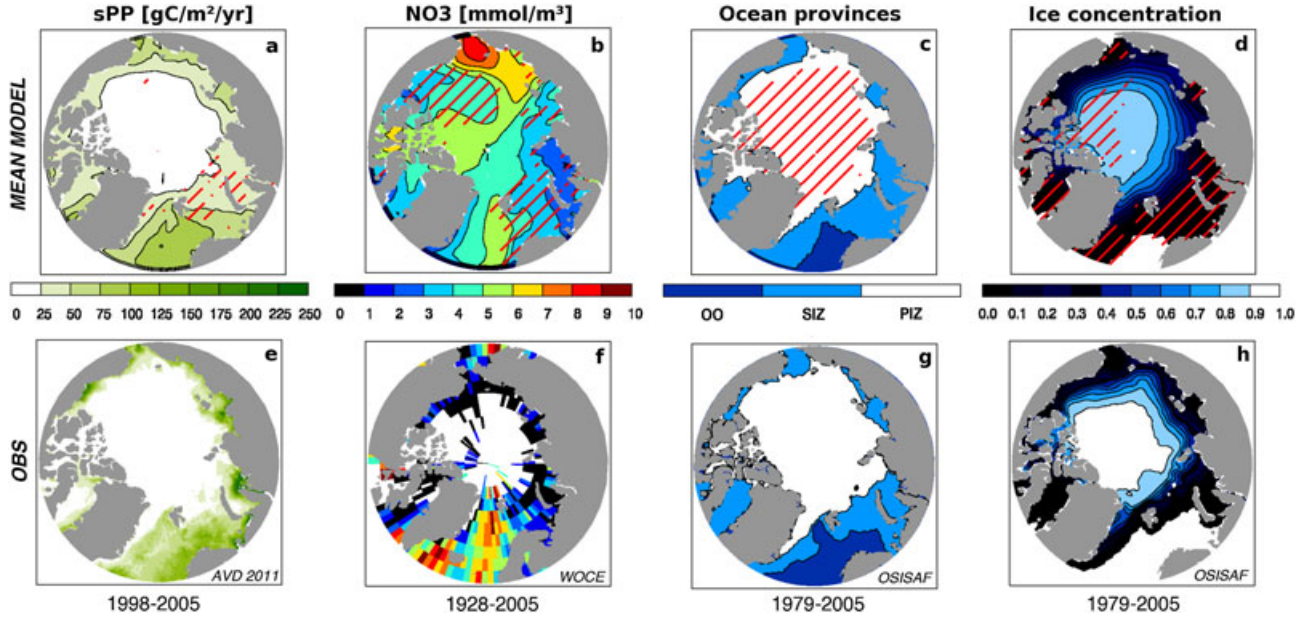 sPP [gC/m²/yr] NO3 [mmol/m³] Ocean provinces Ice concentration
MEAN MODEL
a b c d
0 25 50 75 100 125 150 175 200 225 250
0 1 2 3 4 5 6 7 8 9 10
OO SIZ PIZ
0.0 0.1 0.2 0.3 0.4 0.5 0.6 0.7 0.8 0.9 1.0
OBS
e f g h
AVD 2011 WOCE OSISAF OSISAF
1998-2005 1928-2005 1979-2005 1979-2005